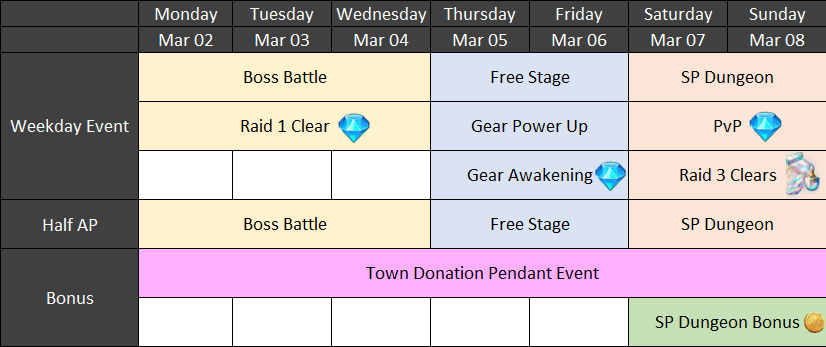 Monday Tuesday Wednesday Thursday Friday Saturday Sunday
Mar 02 Mar 03 Mar 04 Mar 05 Mar 06 Mar 07 Mar 08
Weekday Event
Boss Battle Free Stage SP Dungeon
Raid 1 Clear Gear Power Up PvP
Gear Awakening Raid 3 Clears
Half AP Boss Battle Free Stage SP Dungeon
Bonus
Town Donation Pendant Event
SP Dungeon Bonus